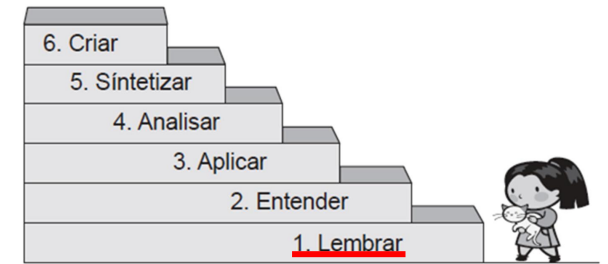 6. Criar
5. Síntetizar
4. Analisar
3. Aplicar
2. Entender
1. Lembrar